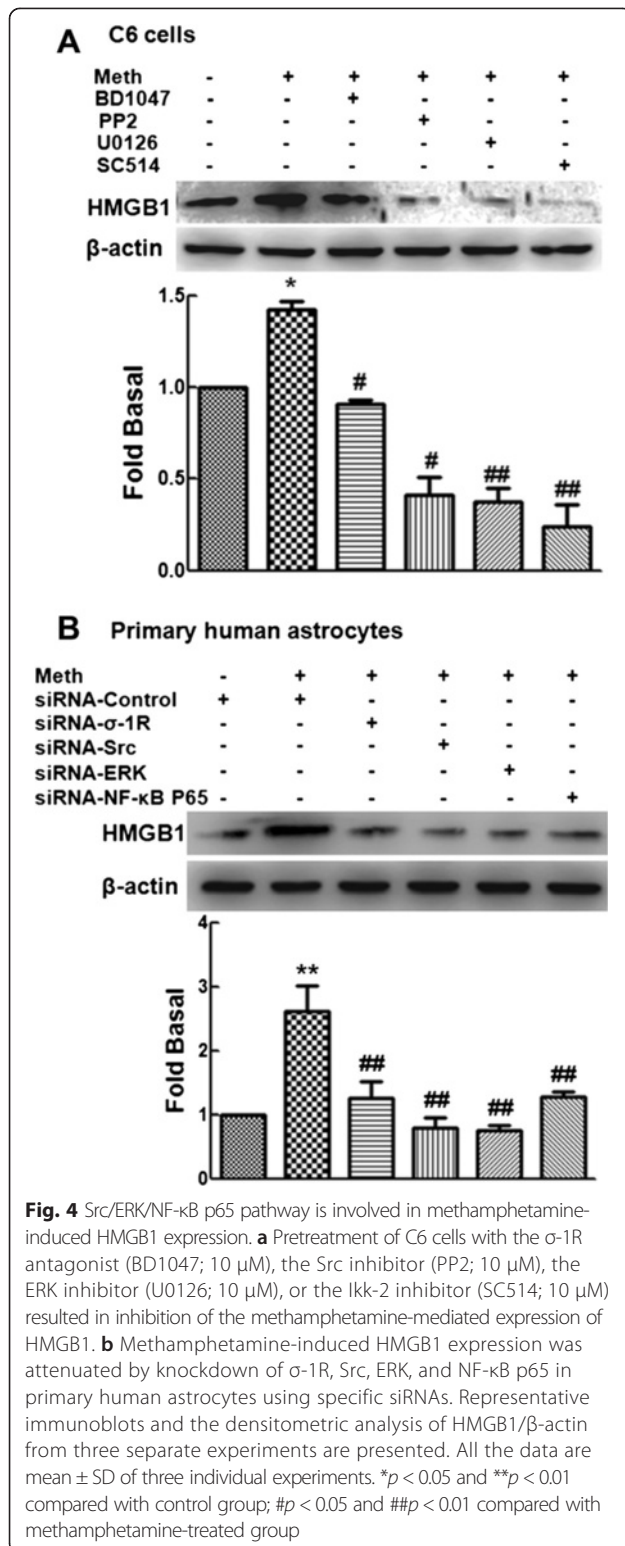 A C6 cells
Meth - + + + + +
BD1047 - - + - - -
PP2 - - - + - -
U0126 - - - - + -
SC514 - - - - - +
HMGB1
β-actin
Fold Basal
1.5
1.0
0.5
0.0
*
#
#
##
##
B Primary human astrocytes
Meth - + + + + +
siRNA-Control + + - - - -
siRNA-σ-1R - - + - - -
siRNA-Src - - - + - -
siRNA-ERK - - - - + -
siRNA-NF-κB P65 - - - - - +
HMGB1
β-actin
Fold Basal
4
3
2
1
0
**
##
##
##
##
Fig. 4 Src/ERK/NF-κB p65 pathway is involved in methamphetamine-
induced HMGB1 expression. a Pretreatment of C6 cells with the σ-1R
antagonist (BD1047; 10 μM), the Src inhibitor (PP2; 10 μM), the
ERK inhibitor (U0126; 10 μM), or the Ikk-2 inhibitor (SC514; 10 μM)
resulted in inhibition of the methamphetamine-mediated expression of
HMGB1. b Methamphetamine-induced HMGB1 expression was
attenuated by knockdown of σ-1R, Src, ERK, and NF-κB p65 in
primary human astrocytes using specific siRNAs. Representative
immunoblots and the densitometric analysis of HMGB1/β-actin
from three separate experiments are presented. All the data are
mean ± SD of three individual experiments. *p < 0.05 and **p < 0.01
compared with control group; #p < 0.05 and ##p < 0.01 compared with
methamphetamine-treated group